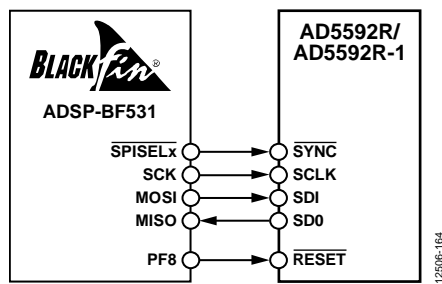 BLACKfin®
ADSP-BF531
SPISELx
SCK
MOSI
MISO
PF8
AD5592R/
AD5592R-1
SYNC
SCLK
SDI
SD0
RESET
12506-164